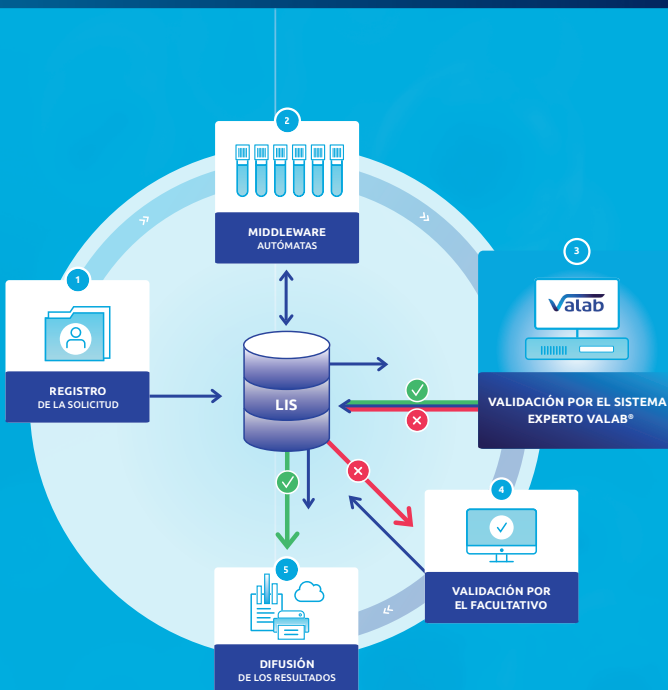 2
MIDDLEWARE
AUTÓMATAS
1
REGISTRO
DE LA SOLICITUD
3
Valab
VALIDACIÓN POR EL SISTEMA
EXPERTO VALAB®
LIS
4
VALIDACIÓN POR
EL FACULTATIVO
5
DIFUSIÓN
DE LOS RESULTADOS